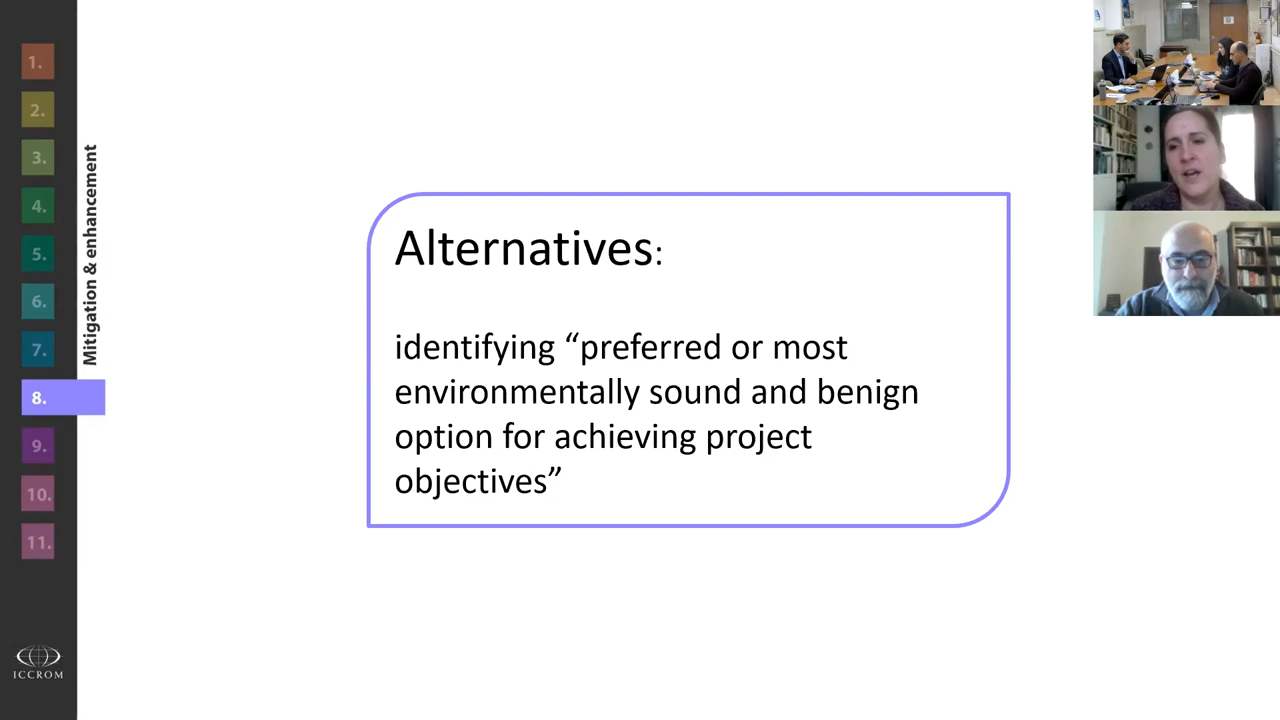 1.
2.
3.
4.
5.
6.
7.
8.
9.
10.
11.
Mitigation & enhancement
Alternatives:
identifying “preferred or most
environmentally sound and benign
option for achieving project
objectives”
ICCROM